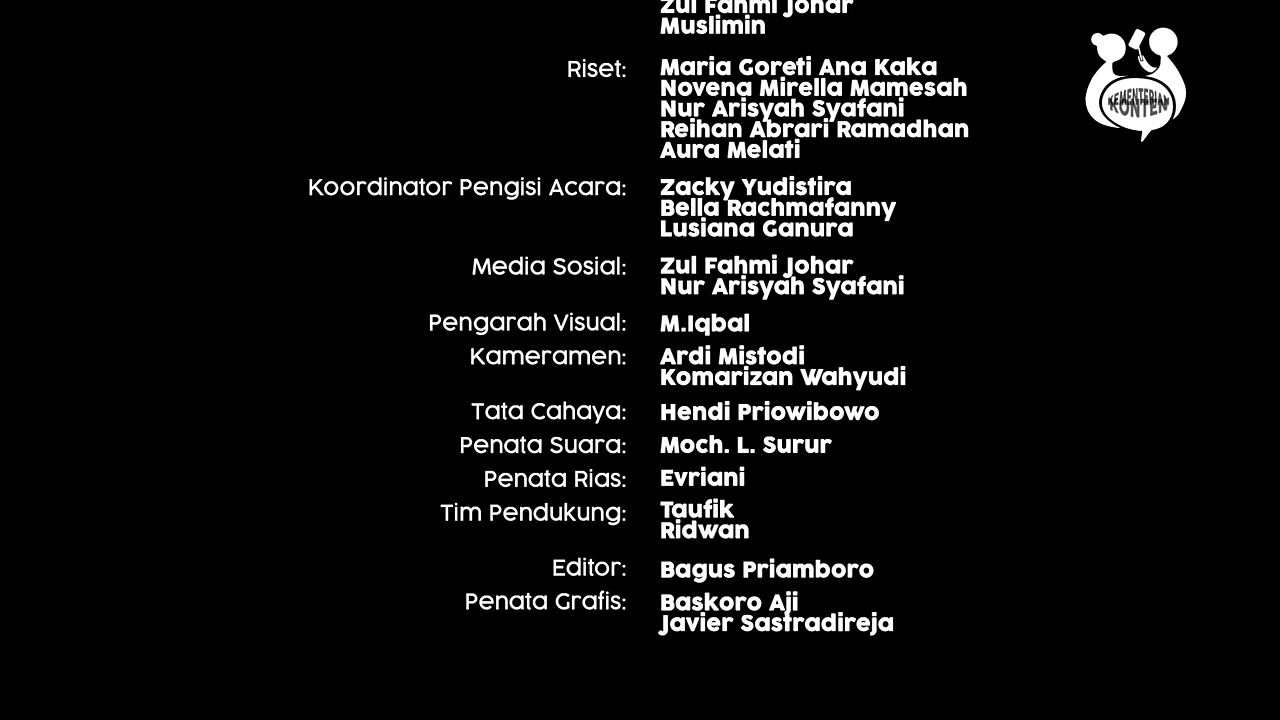 Zul Fahmi Johar
Muslimin
Riset: Maria Goreti Ana Kaka
Novena Mirella Mamesah
Nur Arisyah Syafani
Reihan Abrari Ramadhan
Aura Melati
Koordinator Pengisi Acara: Zacky Yudistira
Bella Rachmafanny
Lusiana Ganura
Media Sosial: Zul Fahmi Johar
Nur Arisyah Syafani
Pengarah Visual: M.Iqbal
Kameramen: Ardi Mistodi
Komarizan Wahyudi
Tata Cahaya: Hendi Priowibowo
Penata Suara: Moch. L. Surur
Penata Rias: Evriani
Tim Pendukung: Taufik
Ridwan
Editor: Bagus Priamboro
Penata Grafis: Baskoro Aji
Javier Sastradireja
KEMENTERIAN
KONTEN